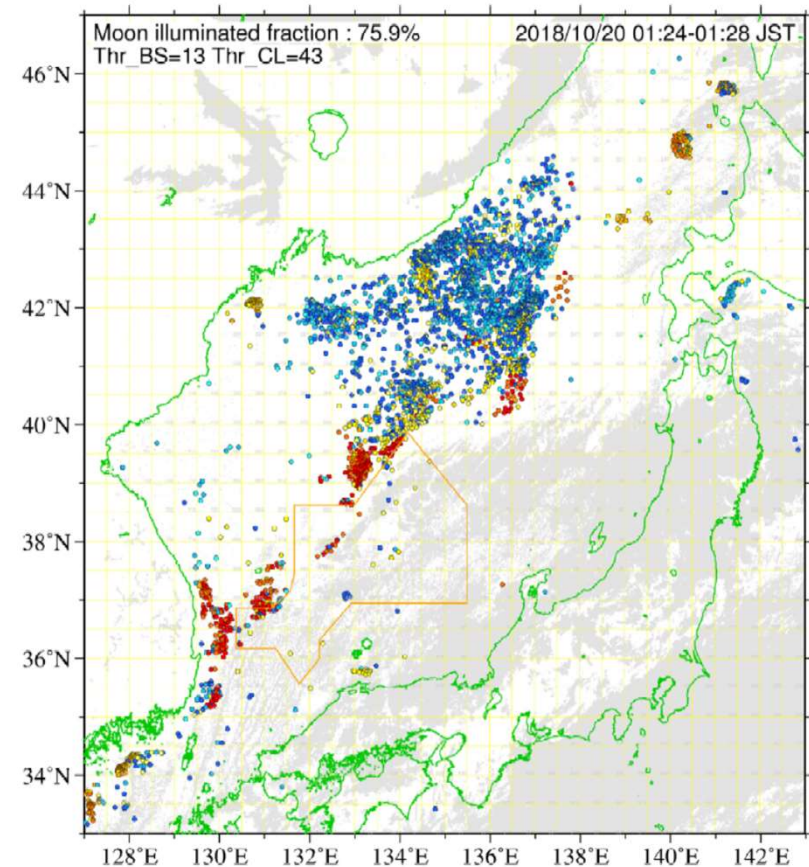 Moon illuminated fraction : 75.9% 2018/10/20 01:24-01:28 JST
Thr_BS=13 Thr_CL=43
46°N
44°N
42°N
40°N
38°N
36°N
34°N
128°E 130°E 132°E 134°E 136°E 138°E 140°E 142°E